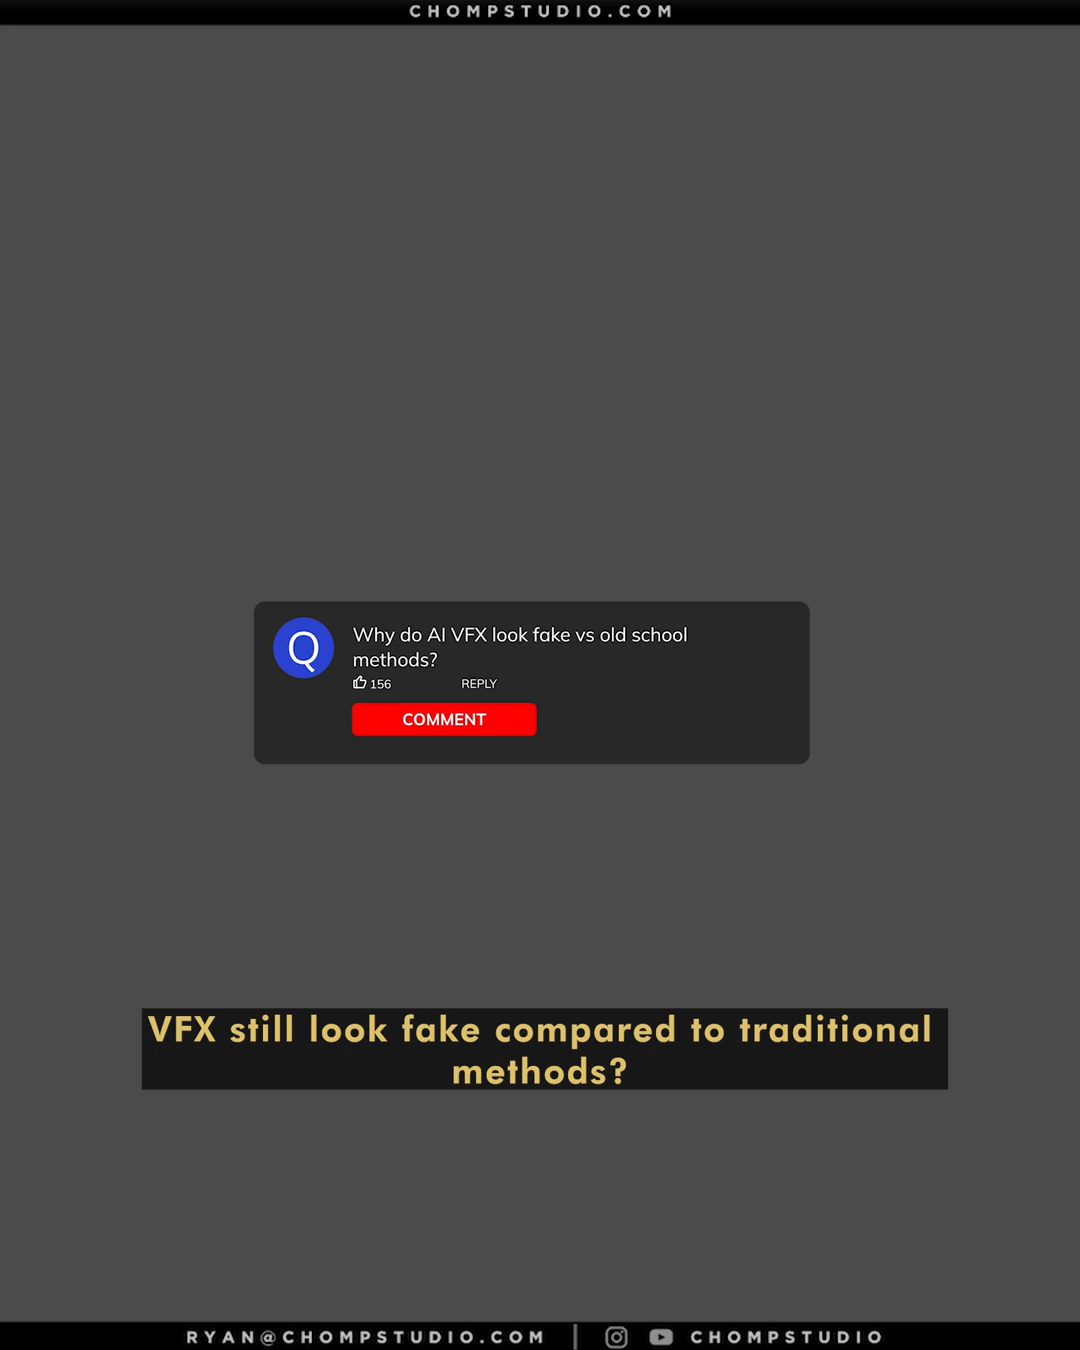 CHOMPSTUDIO.COM
Q
Why do AI VFX look fake vs old school
methods?
156 REPLY
COMMENT
VFX still look fake compared to traditional
methods?
RYAN@CHOMPSTUDIO.COM | CHOMPSTUDIO